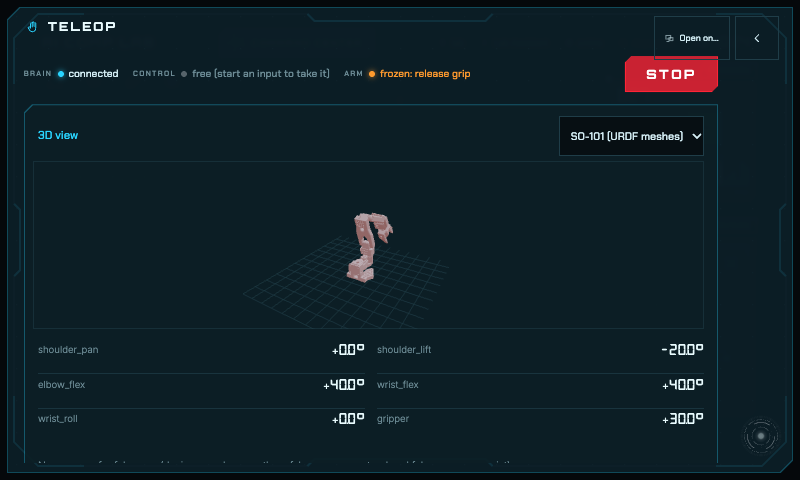 TELEOP
Open on...
BRAIN connected CONTROL free (start an input to take it) ARM frozen: release grip
STOP
3D view
SO-101 (URDF meshes)
shoulder_pan +0.0°
shoulder_lift -20.0°
elbow_flex +40.0°
wrist_flex +40.0°
wrist_roll +0.0°
gripper +30.0°